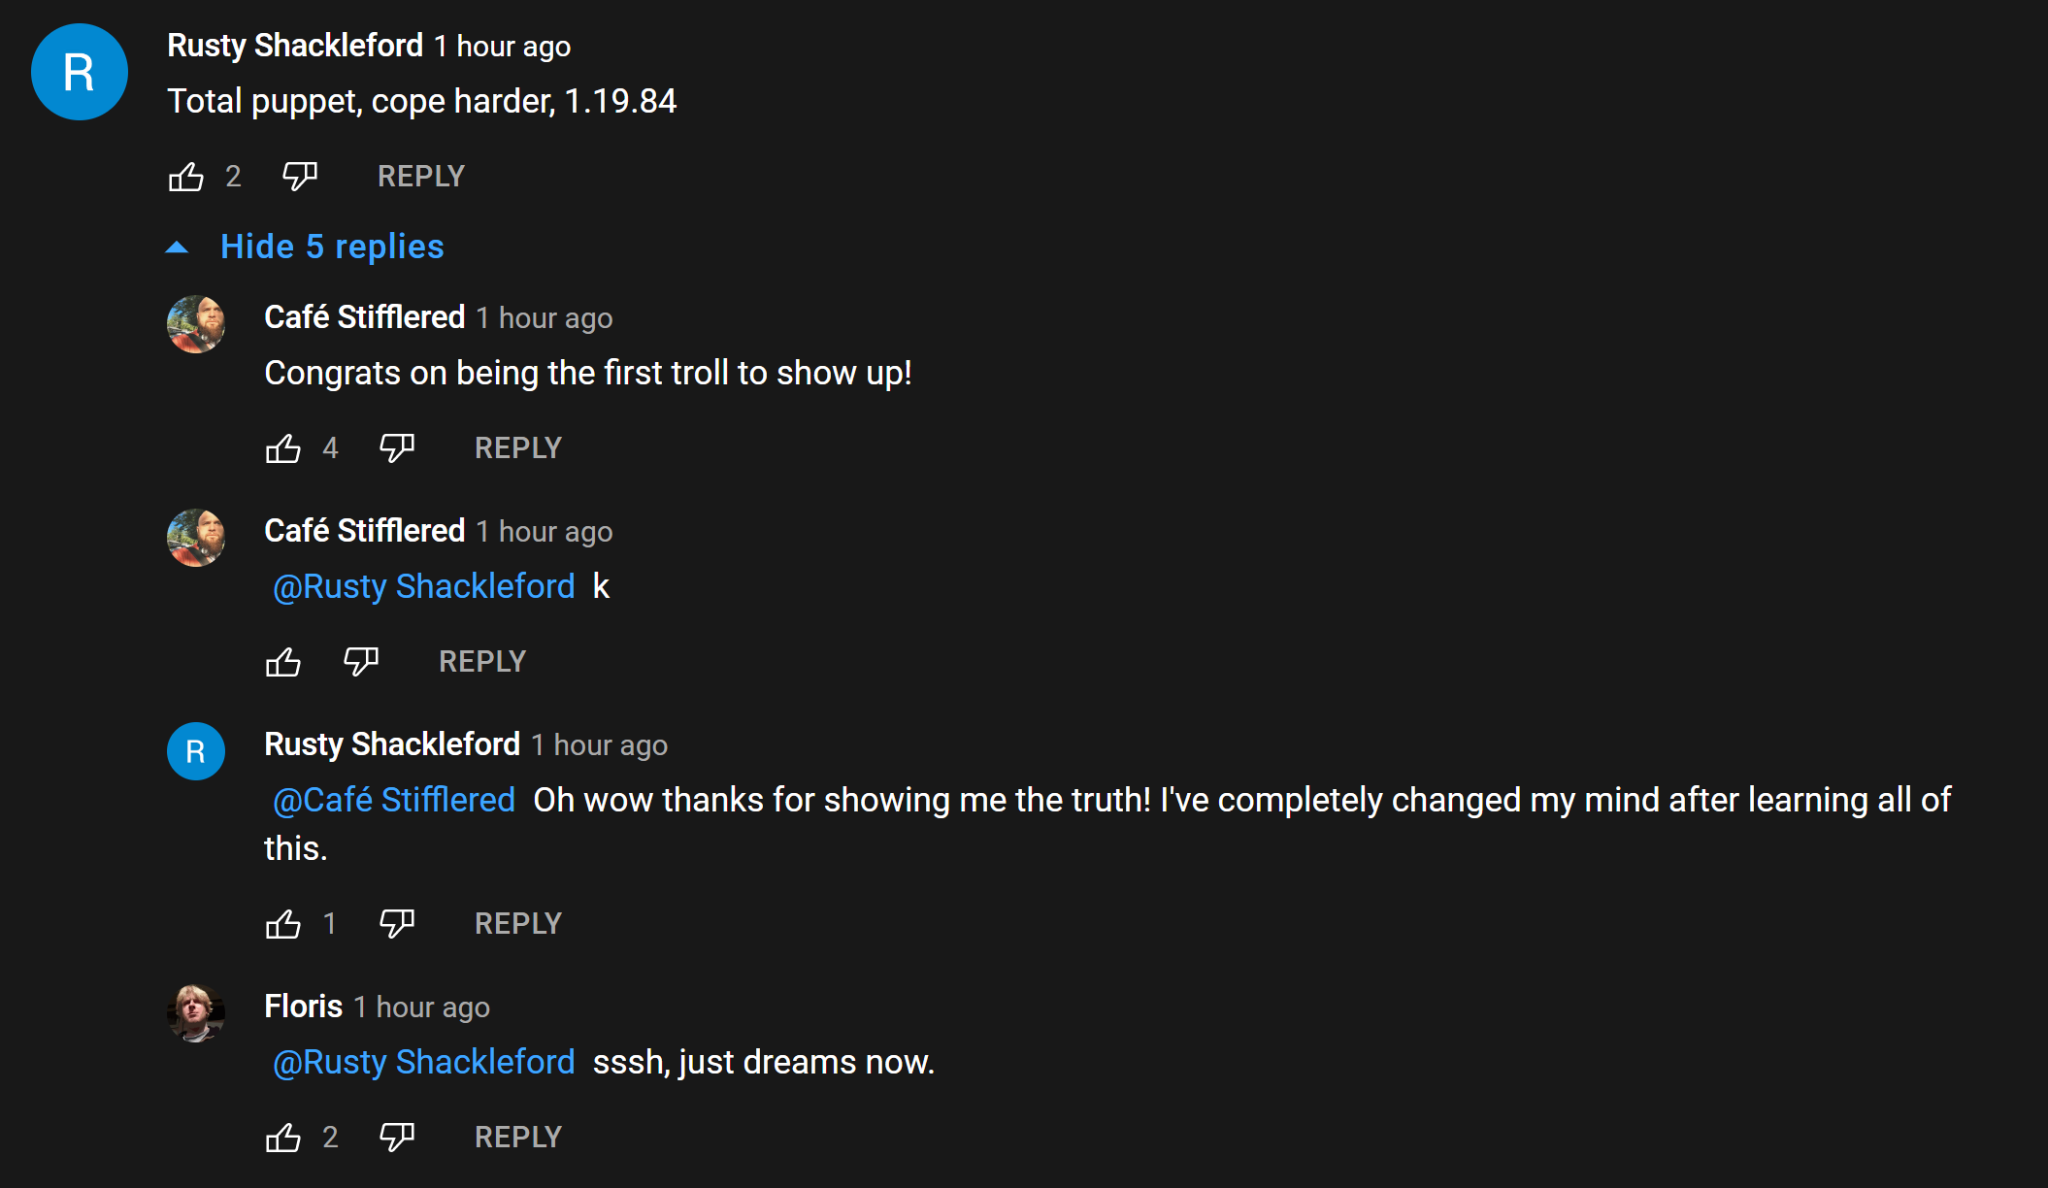 R
Rusty Shackleford 1 hour ago
Total puppet, cope harder, 1.19.84
2 REPLY
Hide 5 replies
Café Stifflered 1 hour ago
Congrats on being the first troll to show up!
4 REPLY
Café Stifflered 1 hour ago
@Rusty Shackleford k
REPLY
R
Rusty Shackleford 1 hour ago
@Café Stifflered Oh wow thanks for showing me the truth! I've completely changed my mind after learning all of
this.
1 REPLY
Floris 1 hour ago
@Rusty Shackleford sssh, just dreams now.
2 REPLY